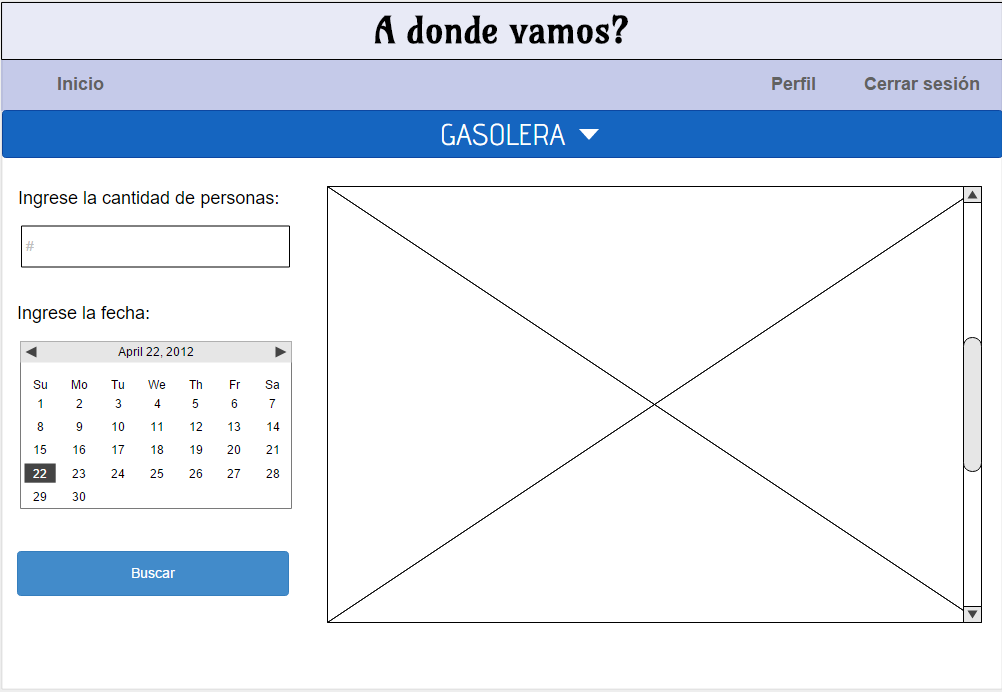 A donde vamos?
Inicio Perfil Cerrar sesión
GASOLERA
Ingrese la cantidad de personas:
#
Ingrese la fecha:
April 22, 2012
Su Mo Tu We Th Fr Sa
1 2 3 4 5 6 7
8 9 10 11 12 13 14
15 16 17 18 19 20 21
22 23 24 25 26 27 28
29 30
Buscar